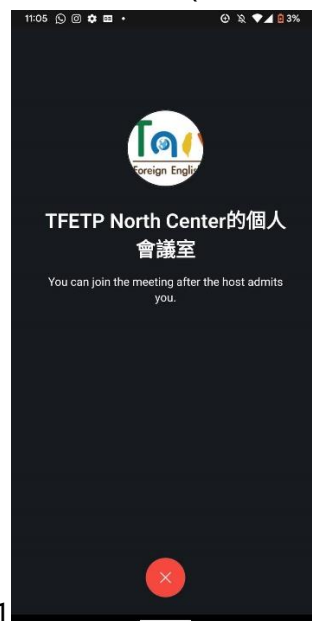 11:05
3%
Foreign Englis
TFETP North Center的個人
會議室
You can join the meeting after the host admits
you.
1